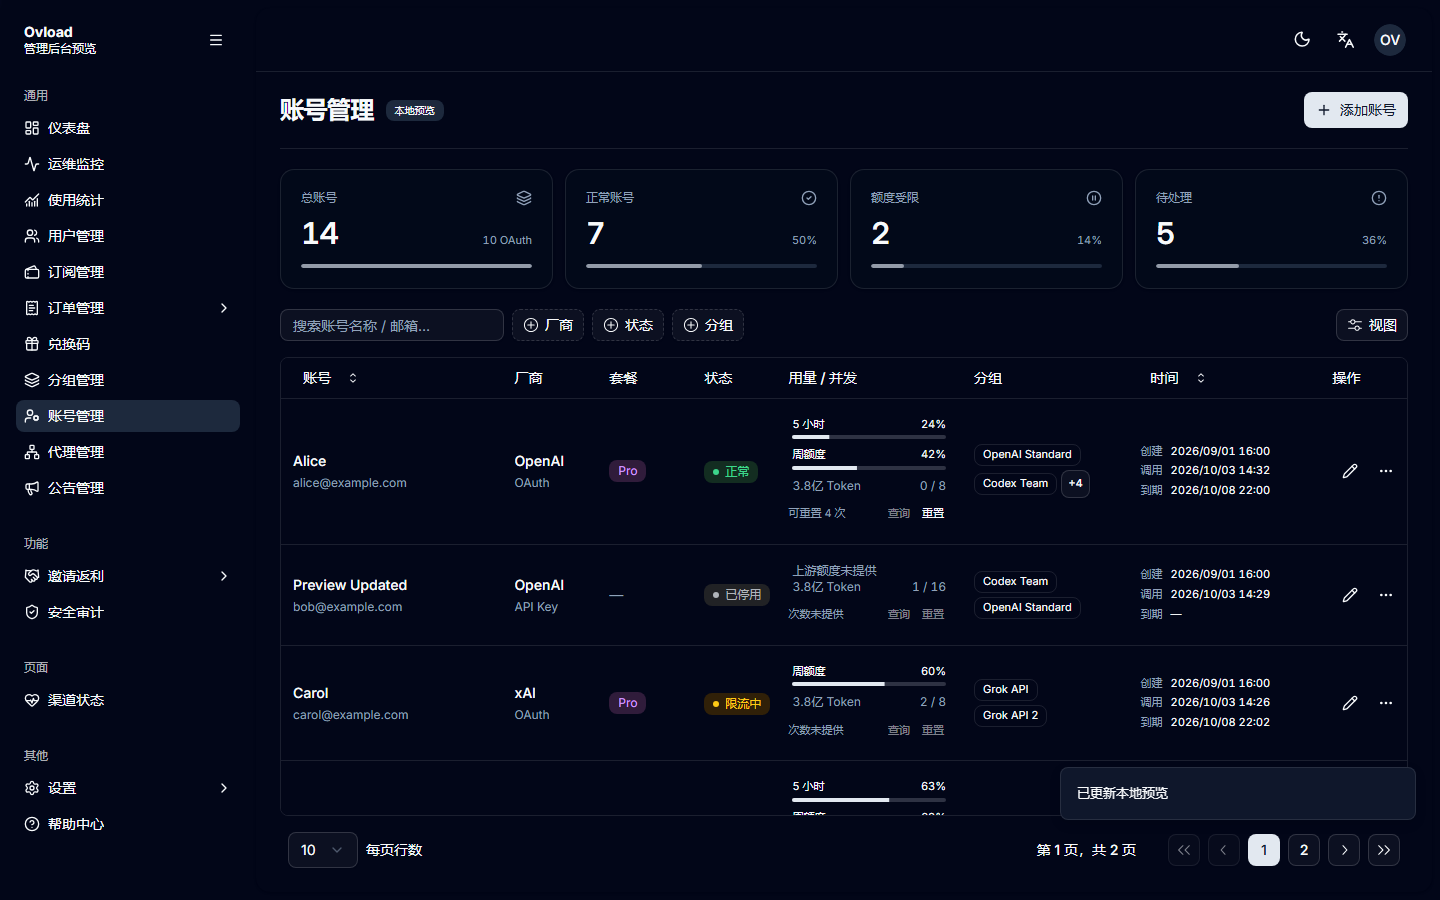 Ovload
管理后台预览
通用
仪表盘
运维监控
使用统计
用户管理
订阅管理
订单管理
兑换码
分组管理
账号管理
代理管理
公告管理
功能
邀请返利
安全审计
页面
渠道状态
其他
设置
帮助中心
OV
账号管理 本地预览
添加账号
总账号
14 10 OAuth
正常账号
7 50%
额度受限
2 14%
待处理
5 36%
搜索账号名称 / 邮箱... 厂商 状态 分组 视图
账号 厂商 套餐 状态 用量 / 并发 分组 时间 操作
Alice
alice@example.com
OpenAI
OAuth
Pro
正常
5 小时 24%
周额度 42%
3.8亿 Token 0 / 8
可重置 4 次 查询 重置
OpenAI Standard
Codex Team +4
创建 2026/09/01 16:00
调用 2026/10/03 14:32
到期 2026/10/08 22:00
Preview Updated
bob@example.com
OpenAI
API Key
—
已停用
上游额度未提供
3.8亿 Token 1 / 16
次数未提供 查询 重置
Codex Team
OpenAI Standard
创建 2026/09/01 16:00
调用 2026/10/03 14:29
到期 —
Carol
carol@example.com
xAI
OAuth
Pro
限流中
周额度 60%
3.8亿 Token 2 / 8
次数未提供 查询 重置
Grok API
Grok API 2
创建 2026/09/01 16:00
调用 2026/10/03 14:26
到期 2026/10/08 22:02
5 小时 63%
已更新本地预览
10 每页行数
第 1 页，共 2 页
1 2